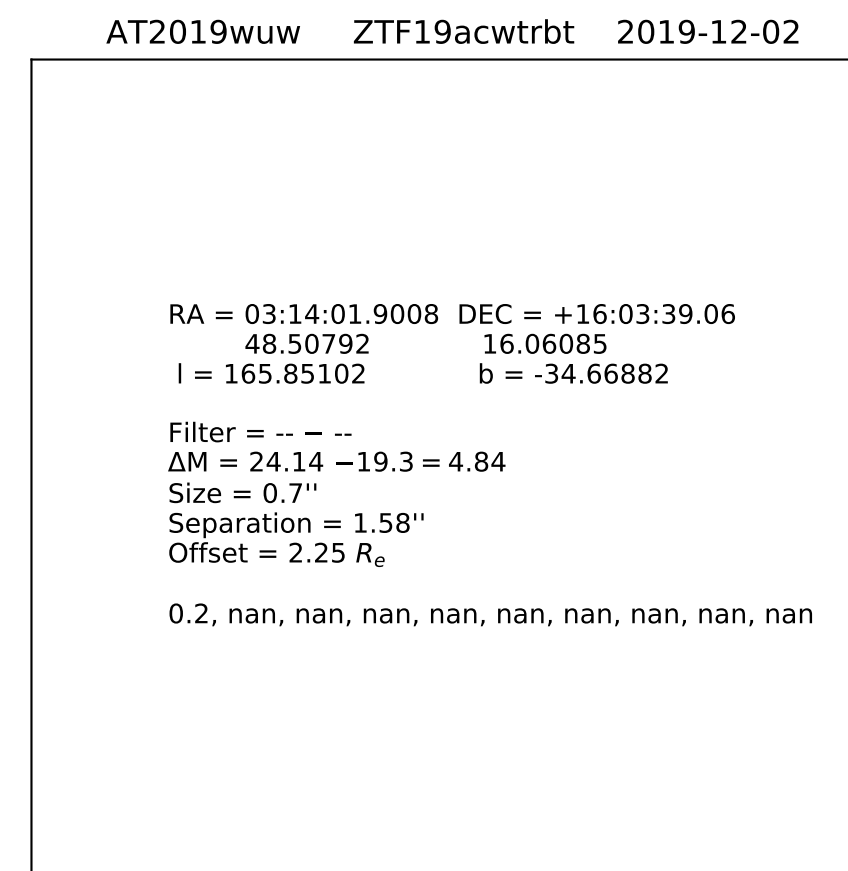 AT2019wuw ZTF19acwtrbt 2019-12-02
RA = 03:14:01.9008 DEC = +16:03:39.06
48.50792 16.06085
l = 165.85102 b = -34.66882
Filter = -- − --
ΔM = 24.14 −19.3 = 4.84
Size = 0.7''
Separation = 1.58''
Offset = 2.25 Rₑ
0.2, nan, nan, nan, nan, nan, nan, nan, nan, nan